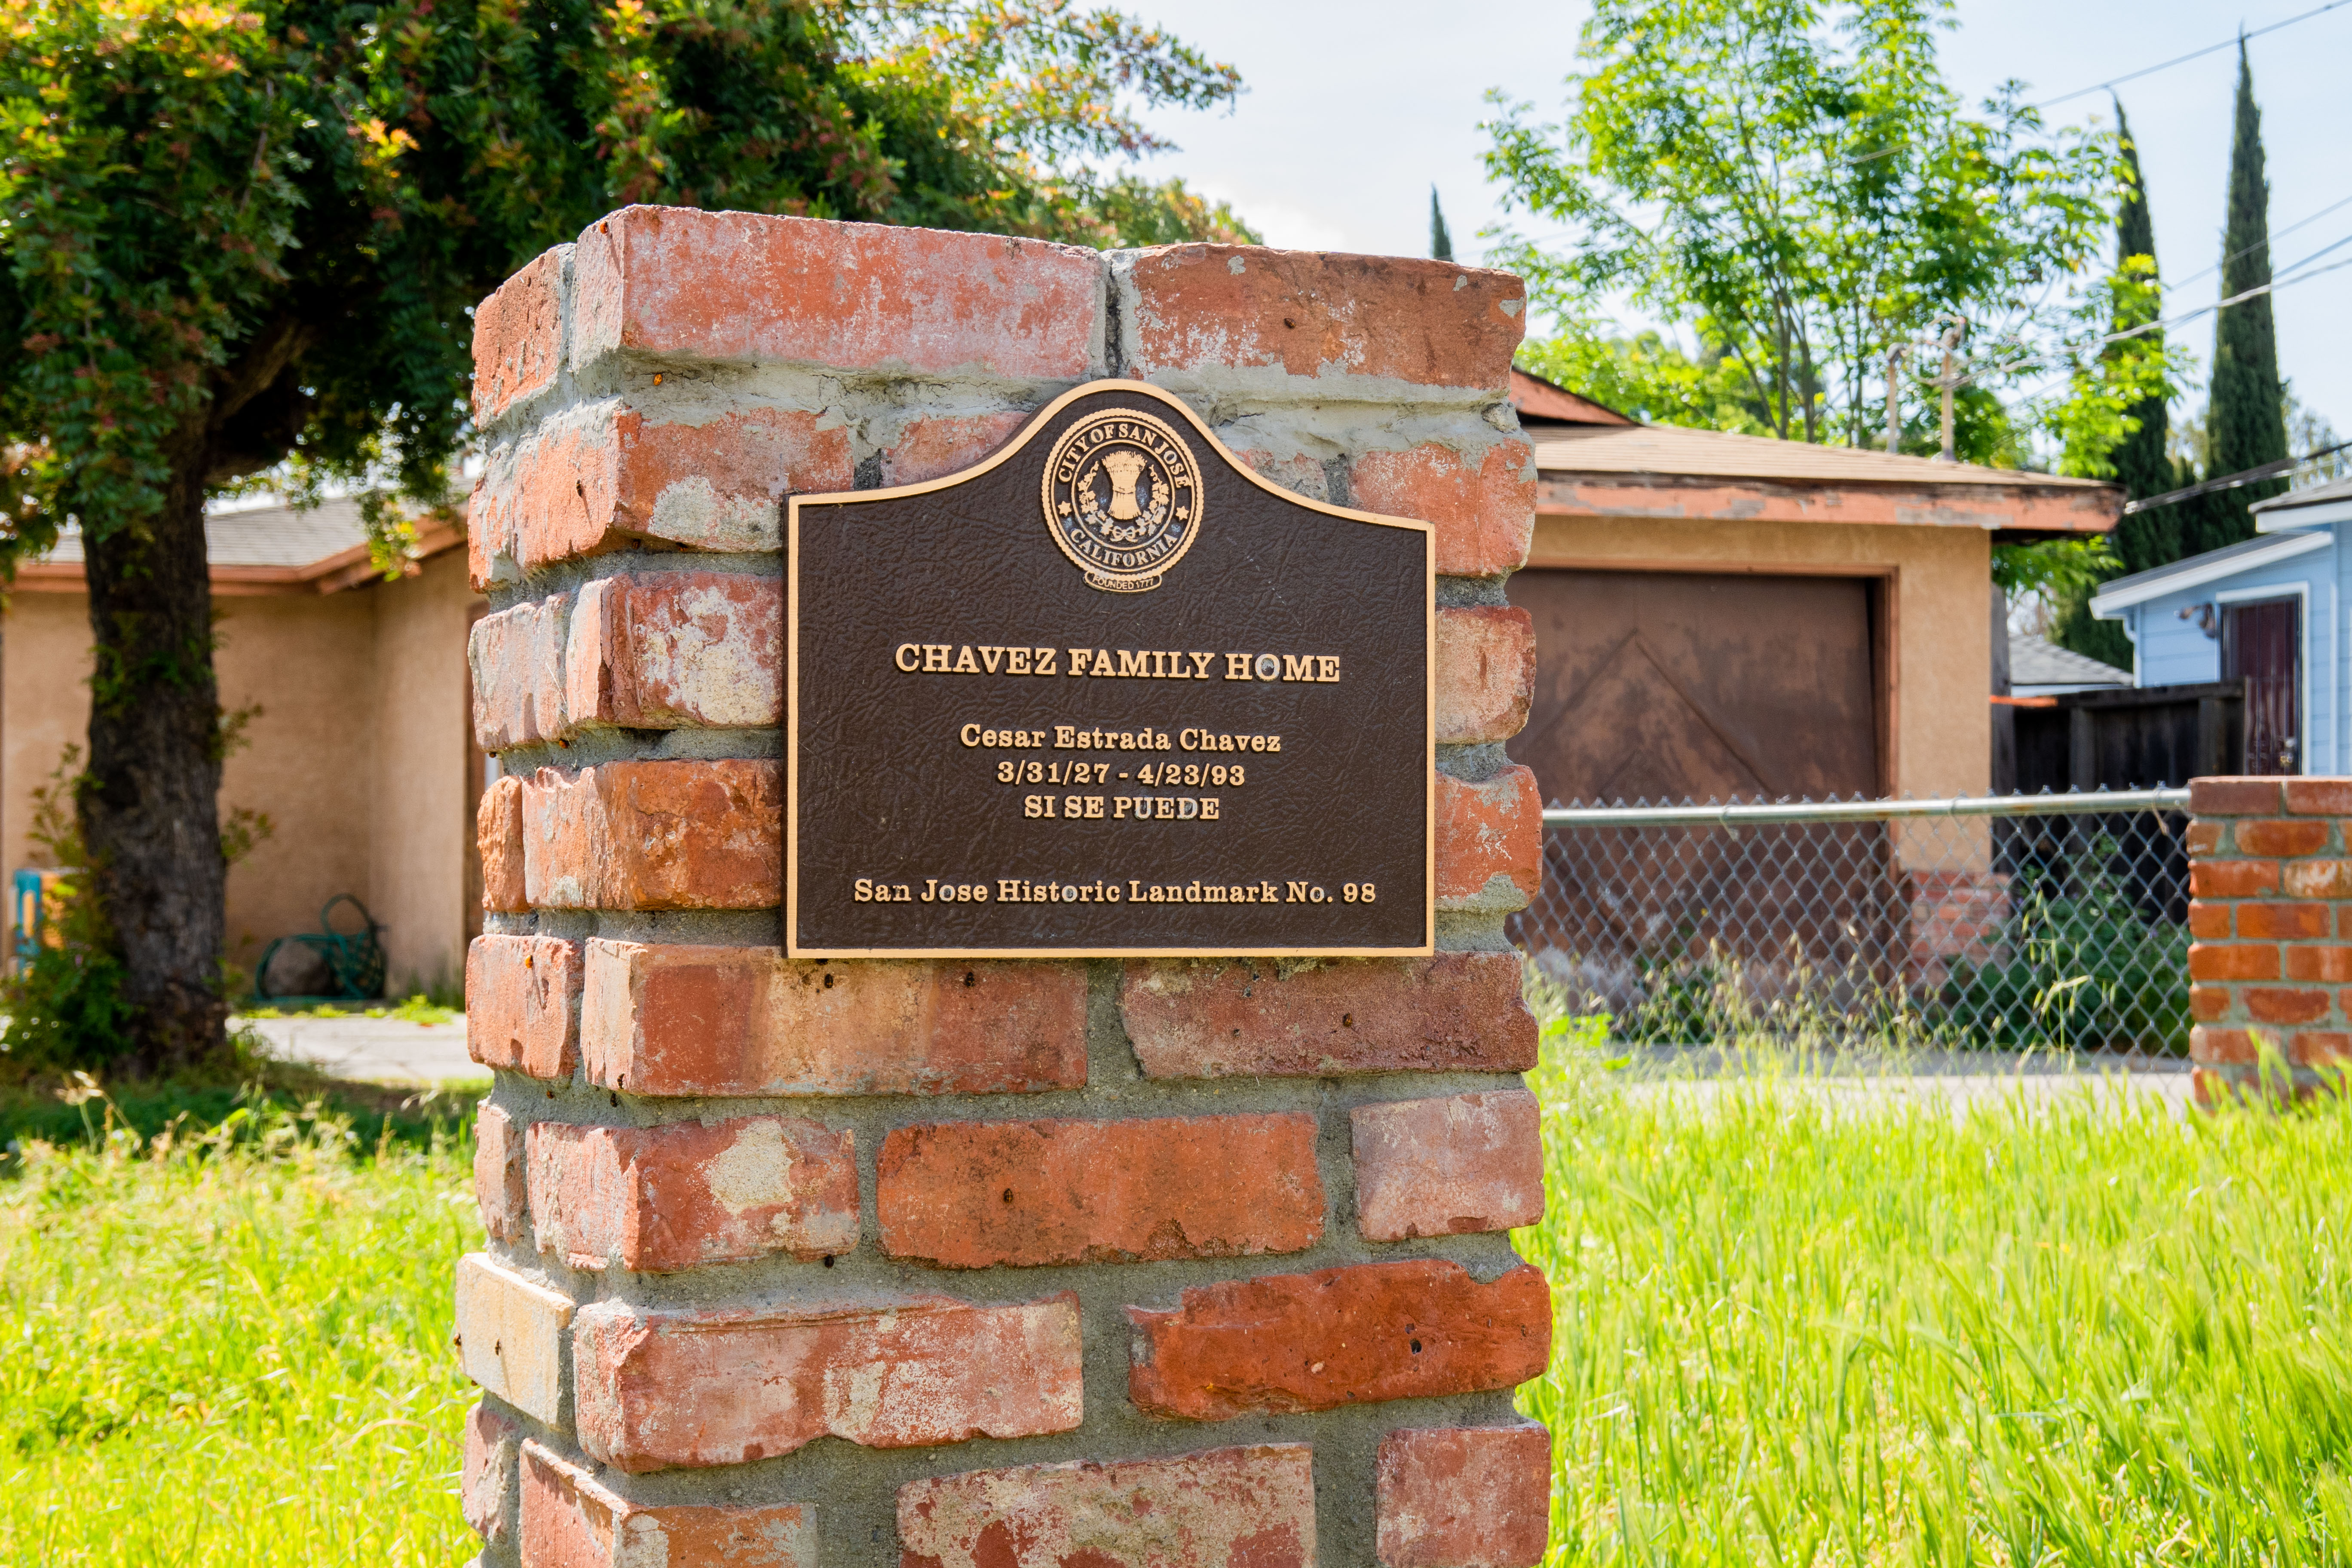 CITY OF SAN JOSE
CALIFORNIA
FOUNDED 1777
CHAVEZ FAMILY HOME
Cesar Estrada Chavez
3/31/27 - 4/23/93
SI SE PUEDE
San Jose Historic Landmark No. 98